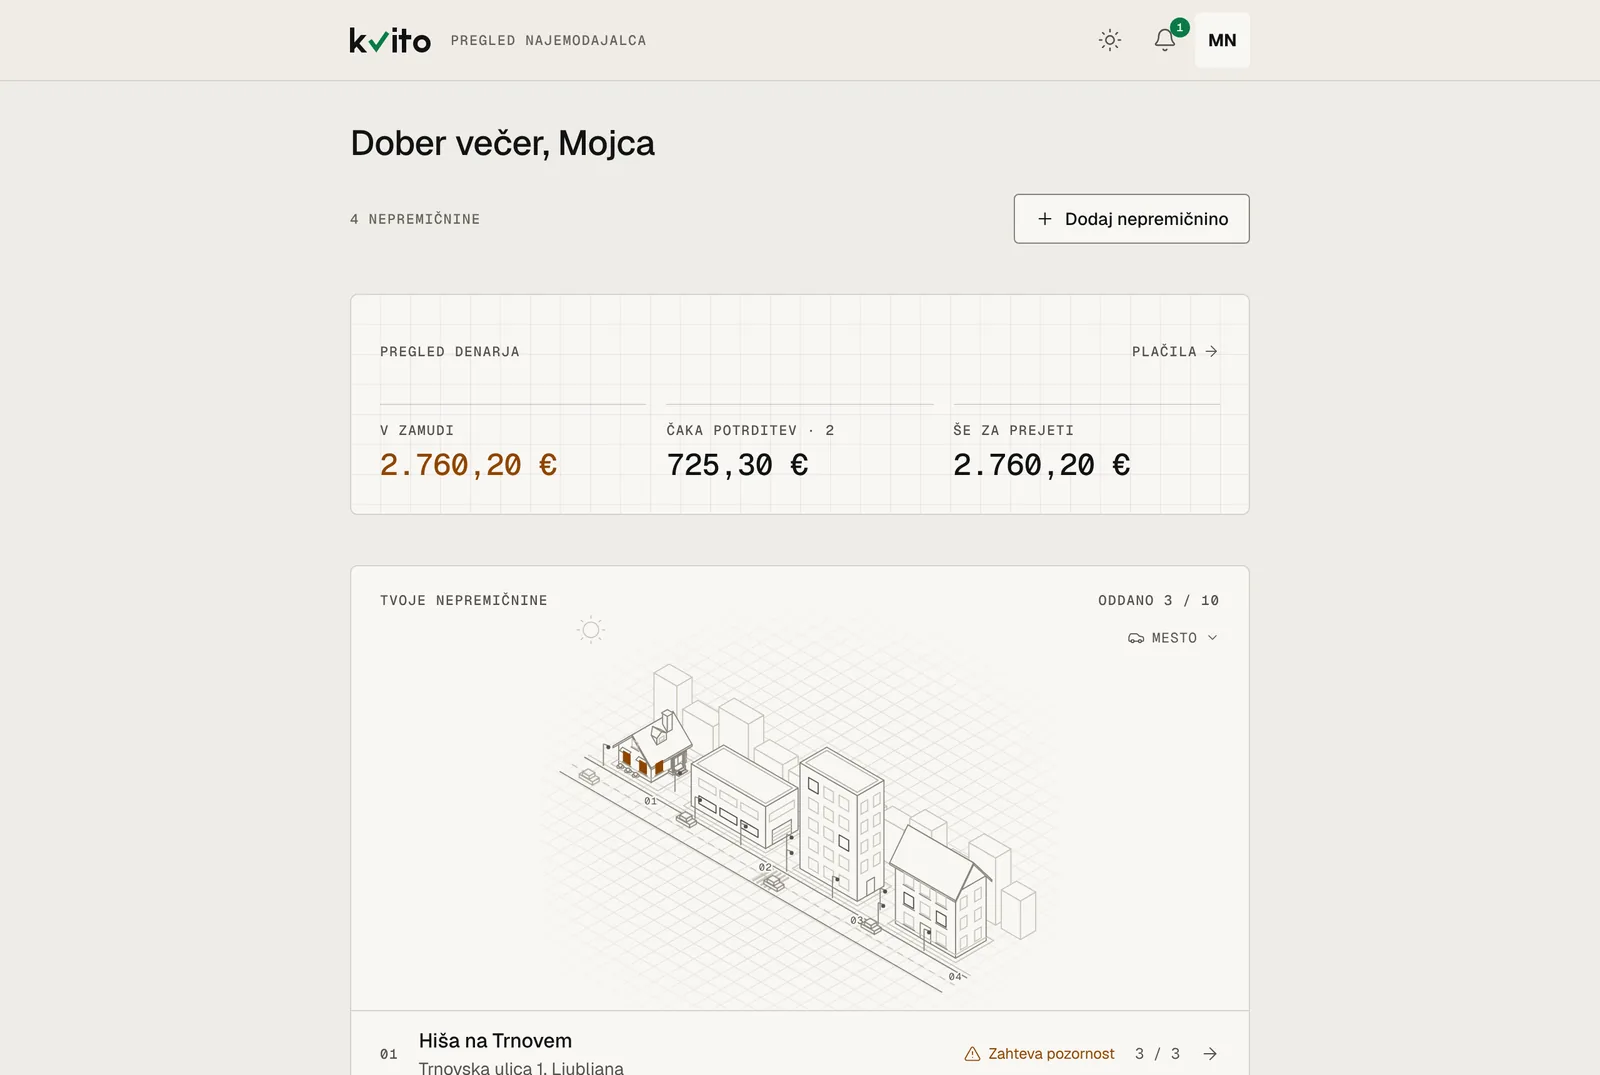 kvito PREGLED NAJEMODAJALCA
1
MN
Dober večer, Mojca
4 NEPREMIČNINE
+ Dodaj nepremičnino
PREGLED DENARJA
PLAČILA →
V ZAMUDI
2.760,20 €
ČAKA POTRDITEV · 2
725,30 €
ŠE ZA PREJETI
2.760,20 €
TVOJE NEPREMIČNINE
ODDANO 3 / 10
MESTO
01
02
03
04
01
Hiša na Trnovem
Zahteva pozornost
3 / 3 →
Trnovska ulica 1, Ljubljana